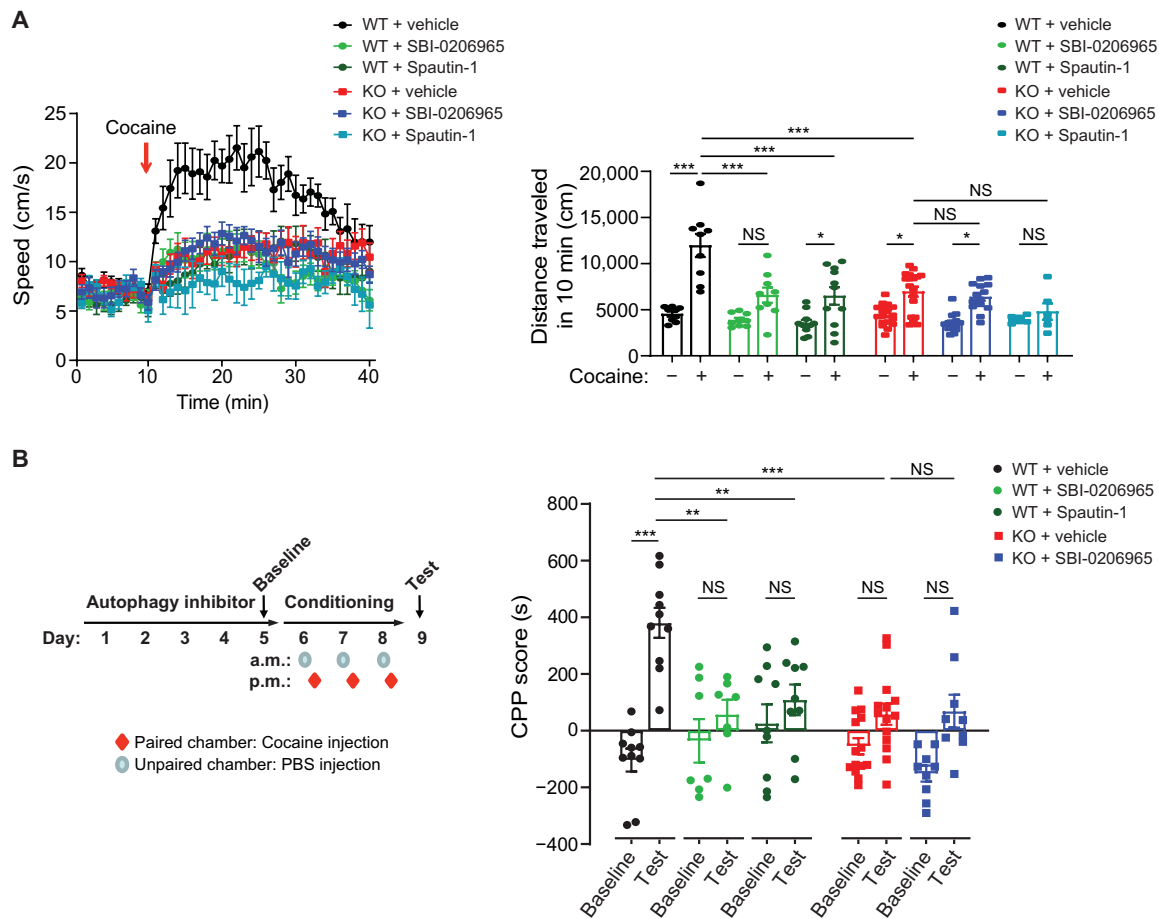 A
WT + vehicle
WT + SBI-0206965
WT + Spautin-1
KO + vehicle
KO + SBI-0206965
KO + Spautin-1
Cocaine
Speed (cm/s)
25
20
15
10
5
0
0 10 20 30 40
Time (min)
WT + vehicle
WT + SBI-0206965
WT + Spautin-1
KO + vehicle
KO + SBI-0206965
KO + Spautin-1
Distance traveled
in 10 min (cm)
20,000
15,000
10,000
5000
0
***
***
*** ***
NS
NS
NS * * * NS
Cocaine: − + − + − + − + − + − +
B
Baseline
Test
Autophagy inhibitor Conditioning
Day: 1 2 3 4 5 6 7 8 9
a.m.:
p.m.:
Paired chamber: Cocaine injection
Unpaired chamber: PBS injection
WT + vehicle
WT + SBI-0206965
WT + Spautin-1
KO + vehicle
KO + SBI-0206965
CPP score (s)
800
600
400
200
0
−200
−400
*** NS
**
**
***
NS NS NS NS
Baseline Test Baseline Test Baseline Test Baseline Test Baseline Test